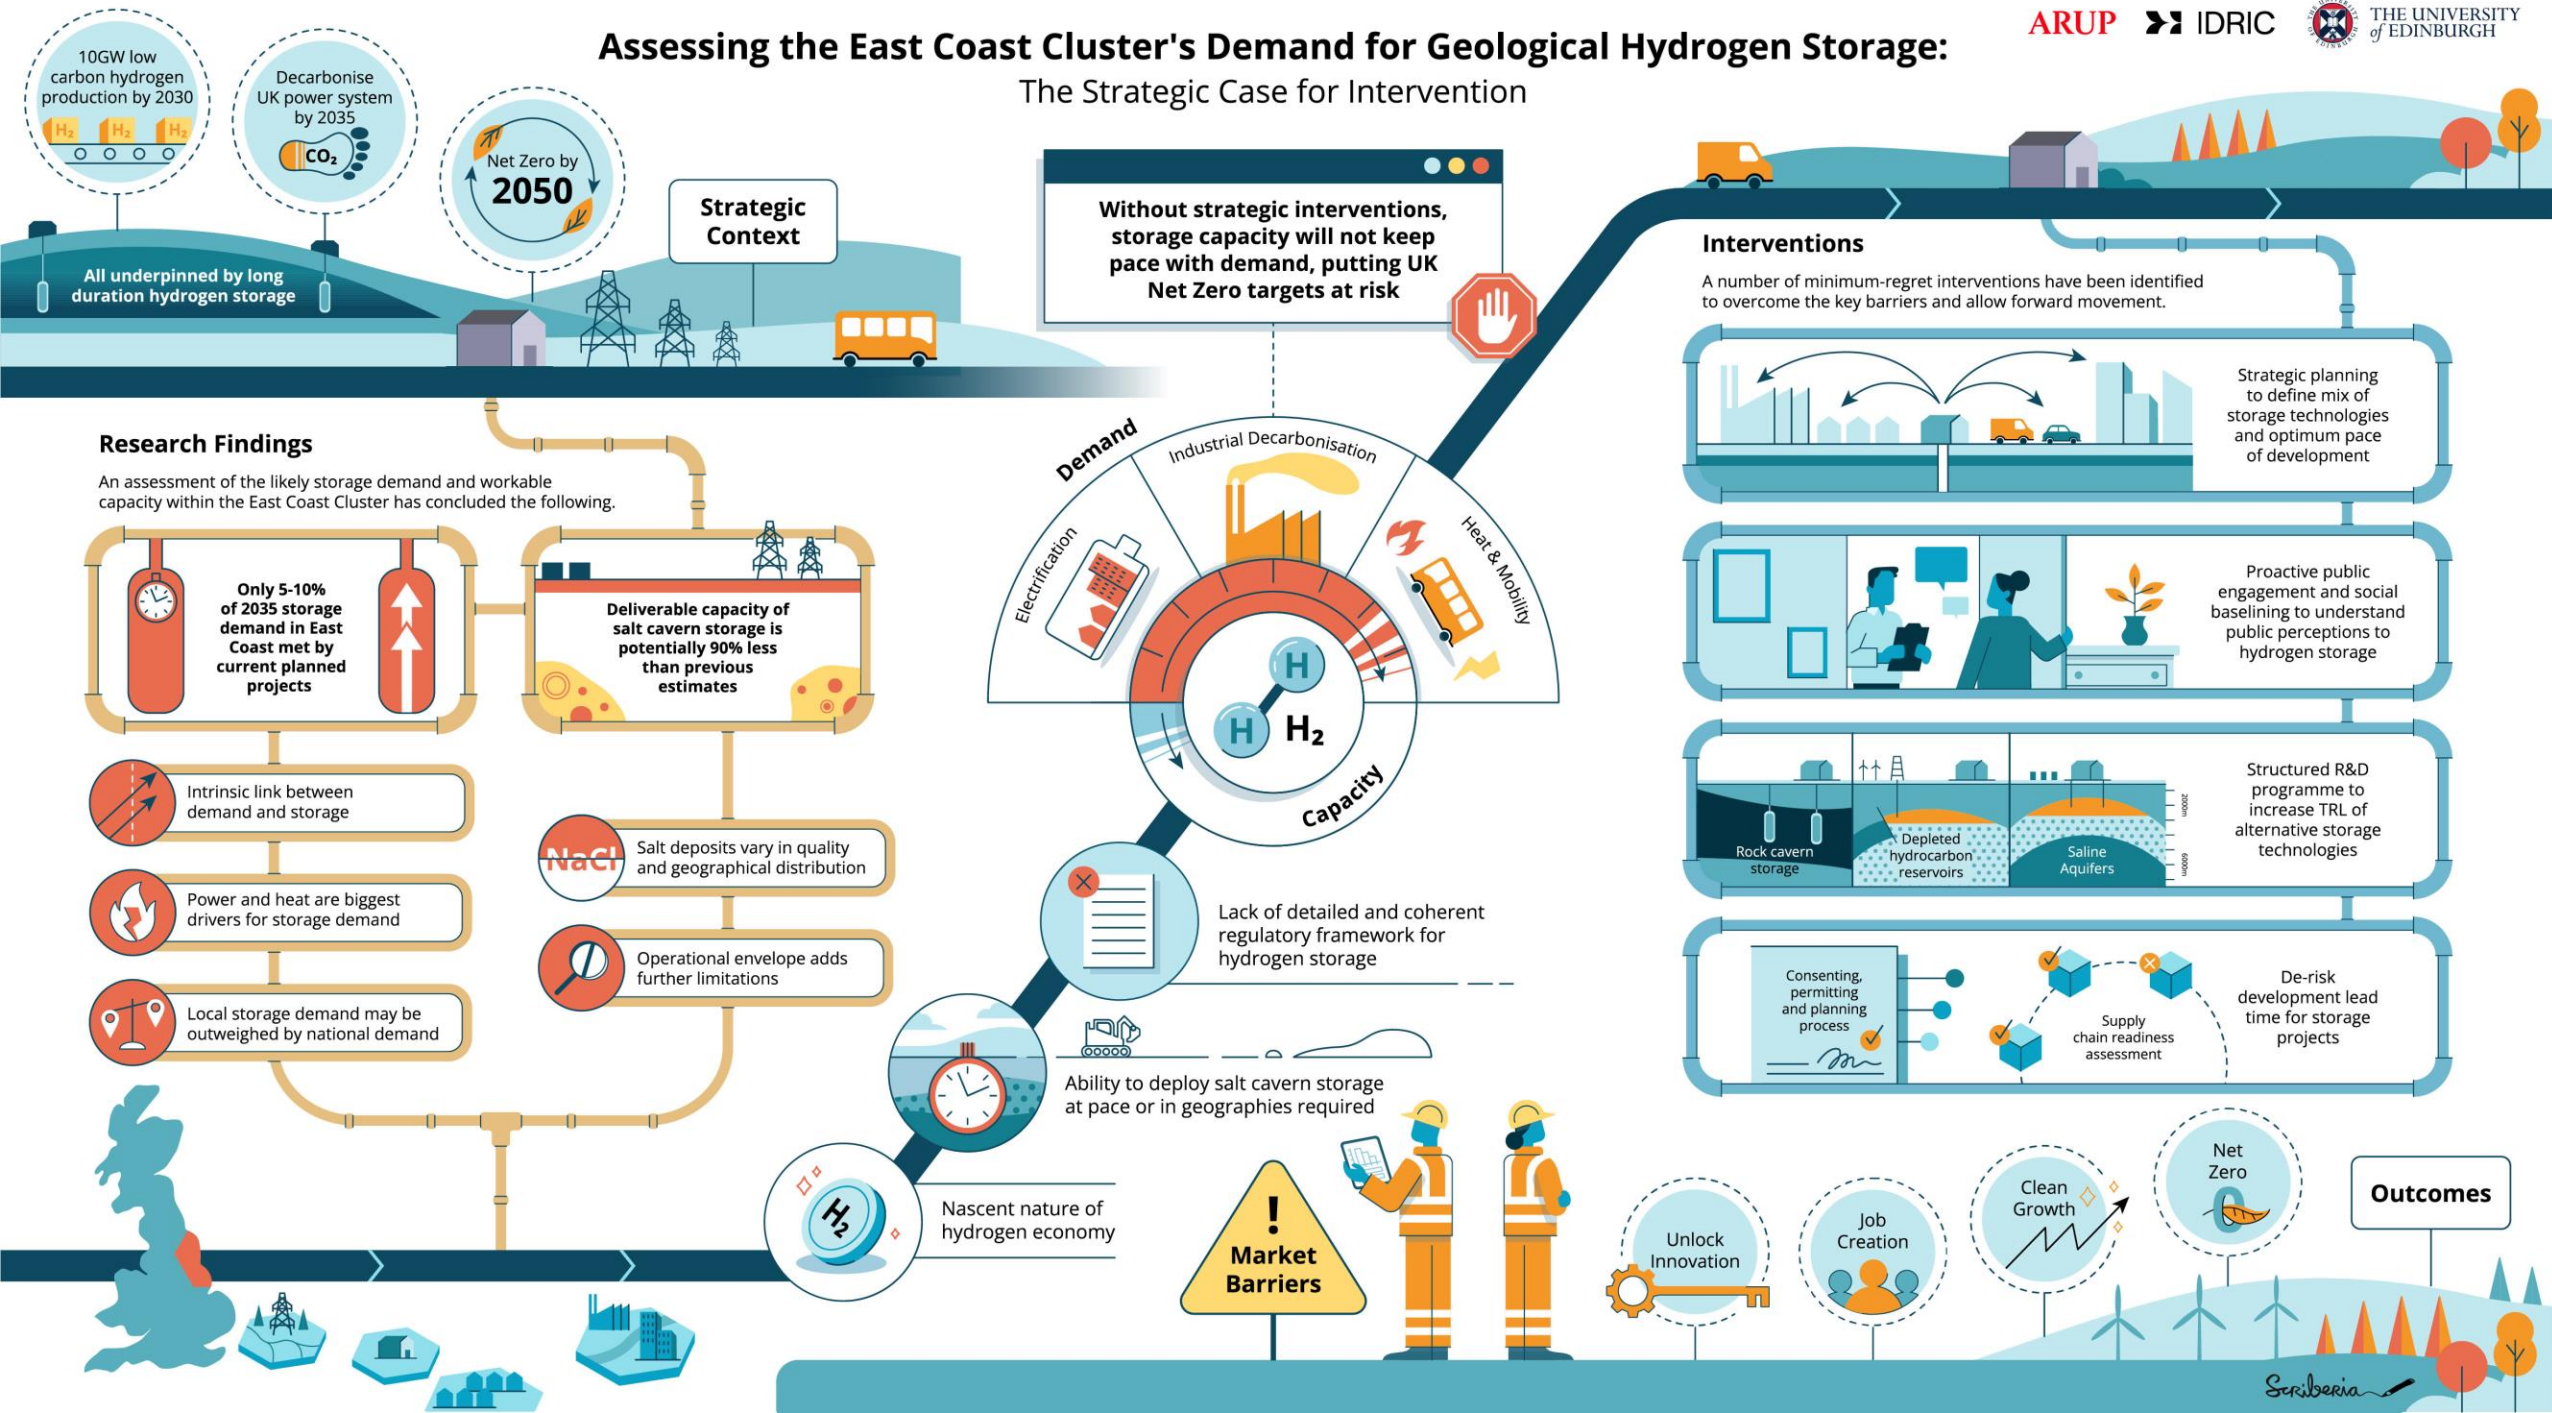 Assessing the East Coast Cluster's Demand for Geological Hydrogen Storage:
The Strategic Case for Intervention
ARUP
IDRIC
THE UNIVERSITY
of EDINBURGH
10GW low
carbon hydrogen
production by 2030
H₂ H₂ H₂
Decarbonise
UK power system
by 2035
CO₂
Net Zero by
2050
Strategic
Context
All underpinned by long
duration hydrogen storage
Without strategic interventions,
storage capacity will not keep
pace with demand, putting UK
Net Zero targets at risk
Research Findings
An assessment of the likely storage demand and workable
capacity within the East Coast Cluster has concluded the following.
Only 5-10%
of 2035 storage
demand in East
Coast met by
current planned
projects
Deliverable capacity of
salt cavern storage is
potentially 90% less
than previous
estimates
Intrinsic link between
demand and storage
Power and heat are biggest
drivers for storage demand
Local storage demand may be
outweighed by national demand
NaCl
Salt deposits vary in quality
and geographical distribution
Operational envelope adds
further limitations
Demand
Electrification
Industrial Decarbonisation
Heat & Mobility
H
H
H₂
Capacity
Lack of detailed and coherent
regulatory framework for
hydrogen storage
Ability to deploy salt cavern storage
at pace or in geographies required
H₂
Nascent nature of
hydrogen economy
!
Market
Barriers
Interventions
A number of minimum-regret interventions have been identified
to overcome the key barriers and allow forward movement.
Strategic planning
to define mix of
storage technologies
and optimum pace
of development
Proactive public
engagement and social
baselining to understand
public perceptions to
hydrogen storage
Rock cavern
storage
Depleted
hydrocarbon
reservoirs
Saline
Aquifers
2000m
6000m
Structured R&D
programme to
increase TRL of
alternative storage
technologies
Consenting,
permitting
and planning
process
Supply
chain readiness
assessment
De-risk
development lead
time for storage
projects
Unlock
Innovation
Job
Creation
Clean
Growth
Net
Zero
0
Outcomes
Scriberia